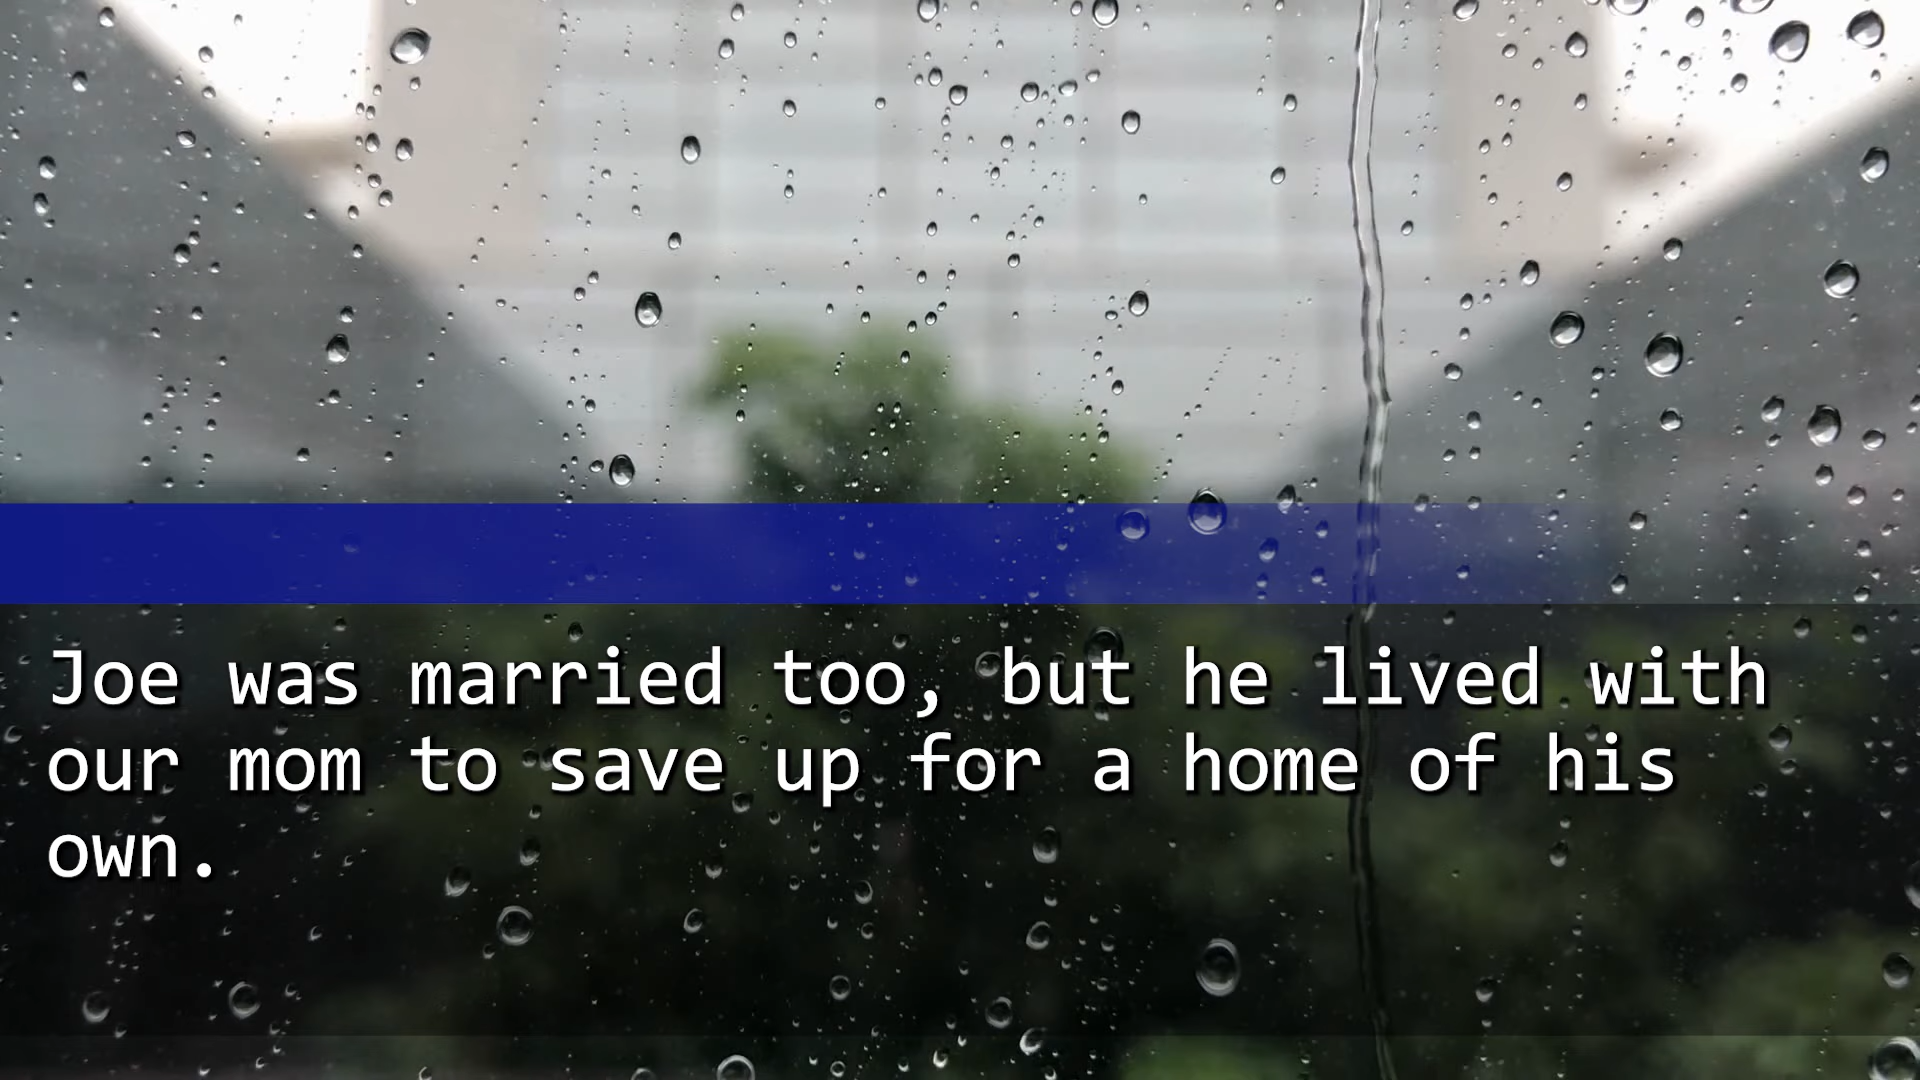 Joe was married too, but he lived with
our mom to save up for a home of his
own.